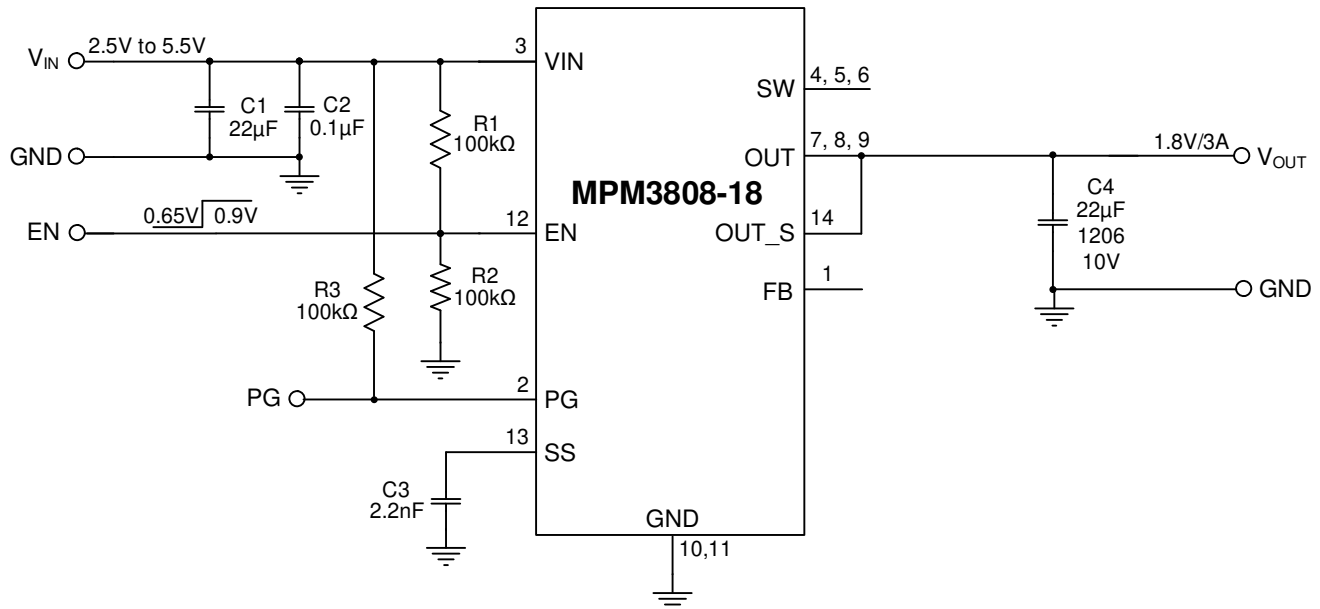 V_IN 2.5V to 5.5V
3 VIN
C1
22µF
C2
0.1µF
R1
100kΩ
GND
EN 0.65V 0.9V
12 EN
R3
100kΩ
R2
100kΩ
PG
2 PG
13 SS
C3
2.2nF
MPM3808-18
GND
10,11
SW 4, 5, 6
OUT 7, 8, 9
OUT_S 14
FB 1
1.8V/3A V_OUT
C4
22µF
1206
10V
GND